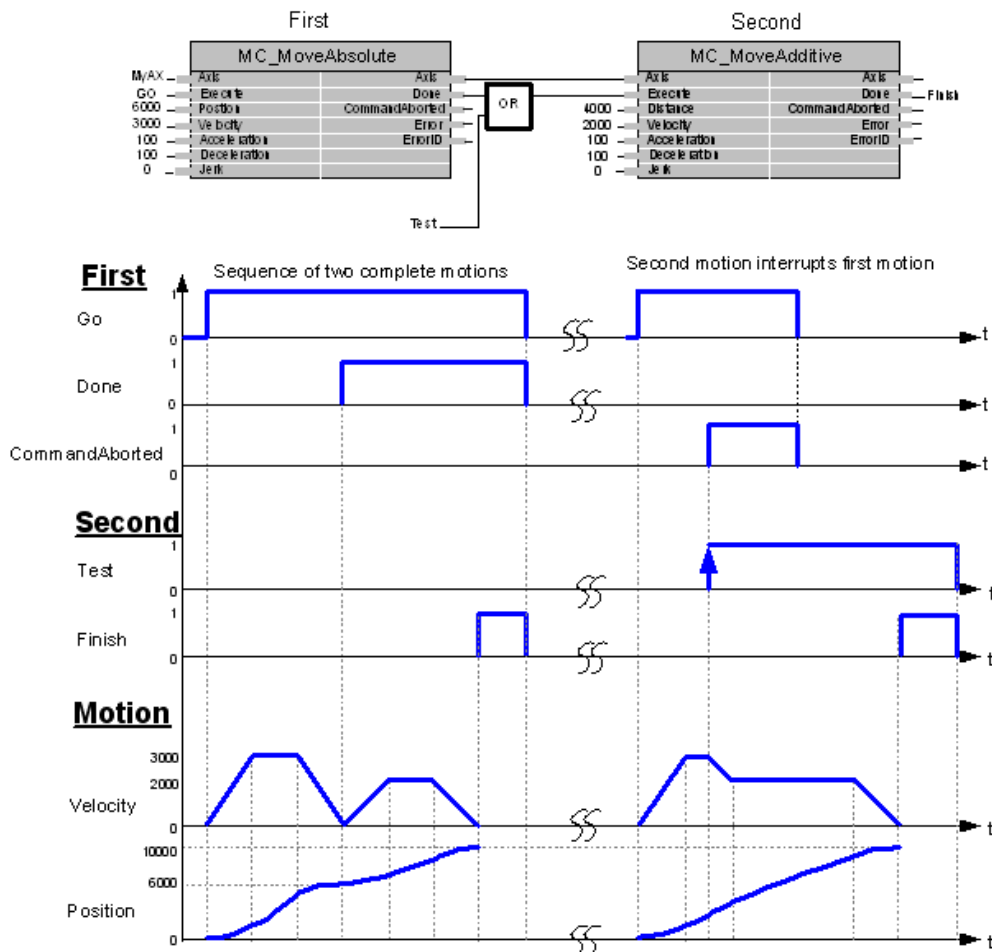 First Second
MC_MoveAbsolute MC_MoveAdditive
MyAX Axis Axis Axis Axis
GO Execute Done OR Execute Done Finish
6000 Position CommandAborted 4000 Distance CommandAborted
3000 Velocity Error 2000 Velocity Error
100 Acceleration ErrorID 100 Acceleration ErrorID
100 Deceleration 100 Deceleration
0 Jerk 0 Jerk
Test
First Sequence of two complete motions Second motion interrupts first motion
1
Go
0 t
1
Done
0 t
1
CommandAborted
0 t
Second
1
Test
0 t
1
Finish
0 t
Motion
3000
2000
Velocity
0 t
10000
6000
Position
0 t